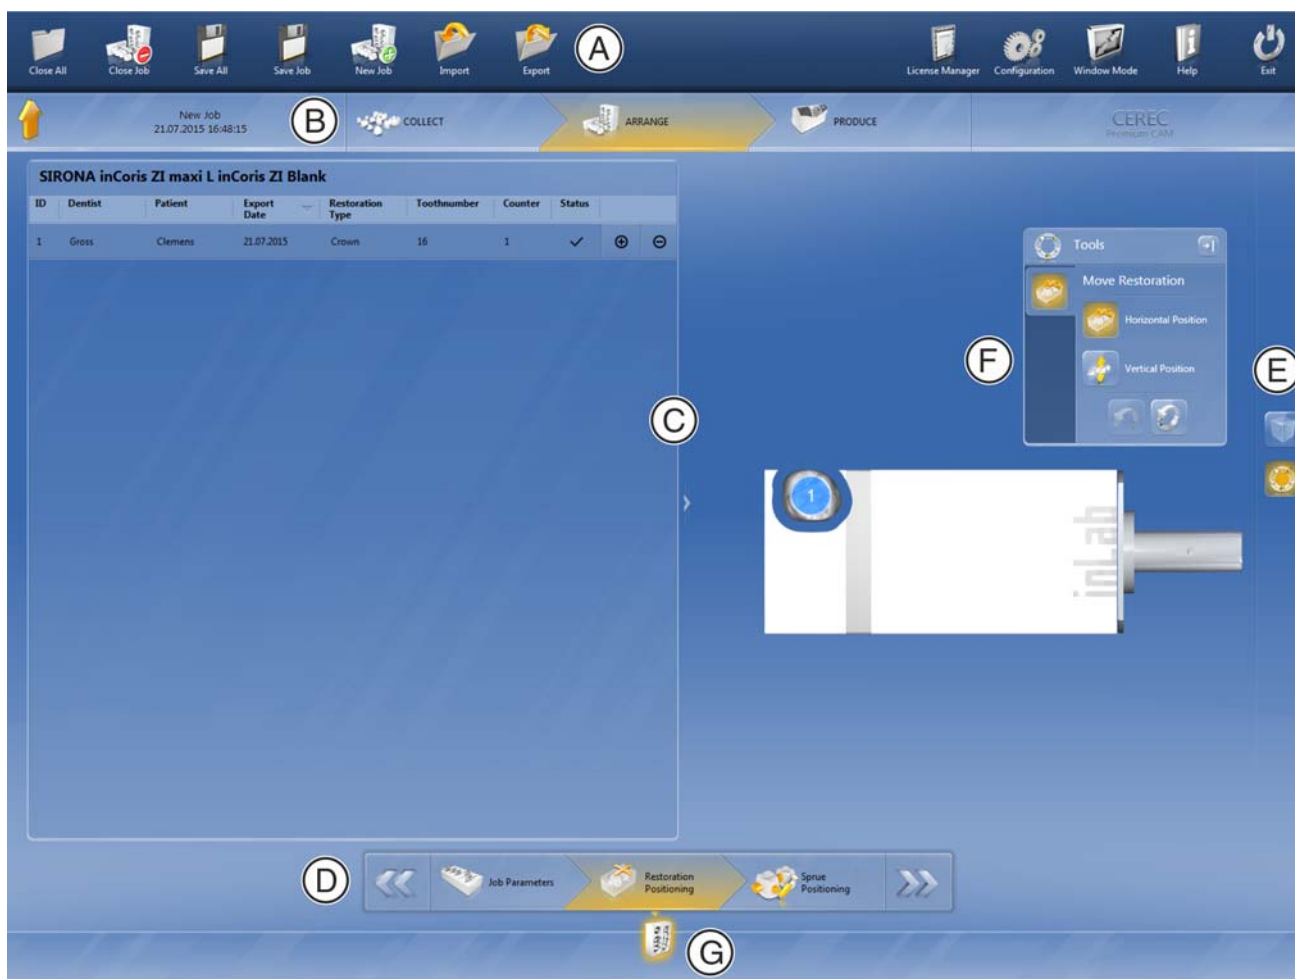 Close All
Close Job
Save All
Save Job
New Job
Import
Export
A
License Manager
Configuration
Window Mode
Help
Exit
New Job
21.07.2015 16:48:15
B
COLLECT
ARRANGE
PRODUCE
CEREC
Premium CAM
SIRONA inCoris ZI maxi L inCoris ZI Blank
ID Dentist Patient Export Date Restoration Type Toothnumber Counter Status
1 Gross Clemens 21.07.2015 Crown 16 1
Tools
Move Restoration
Horizontal Position
Vertical Position
F
E
C
1
inLab
D
Job Parameters
Restoration
Positioning
Sprue
Positioning
G